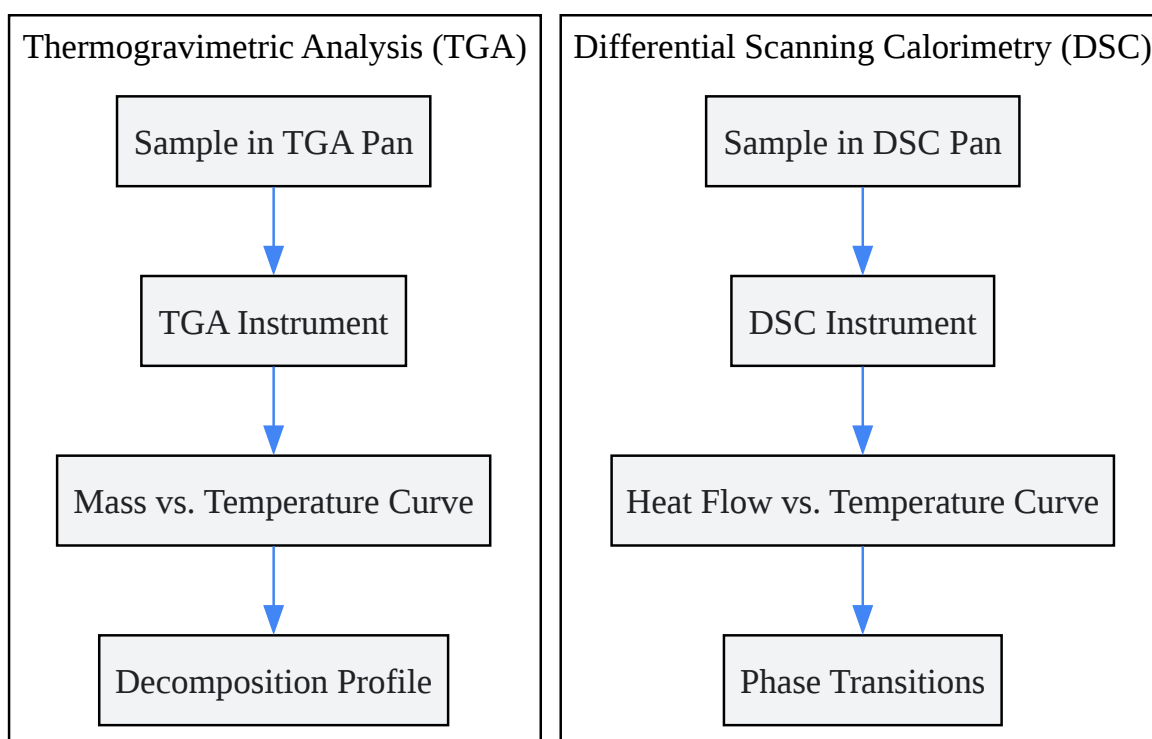 Thermogravimetric Analysis (TGA)
Sample in TGA Pan
TGA Instrument
Mass vs. Temperature Curve
Decomposition Profile
Differential Scanning Calorimetry (DSC)
Sample in DSC Pan
DSC Instrument
Heat Flow vs. Temperature Curve
Phase Transitions